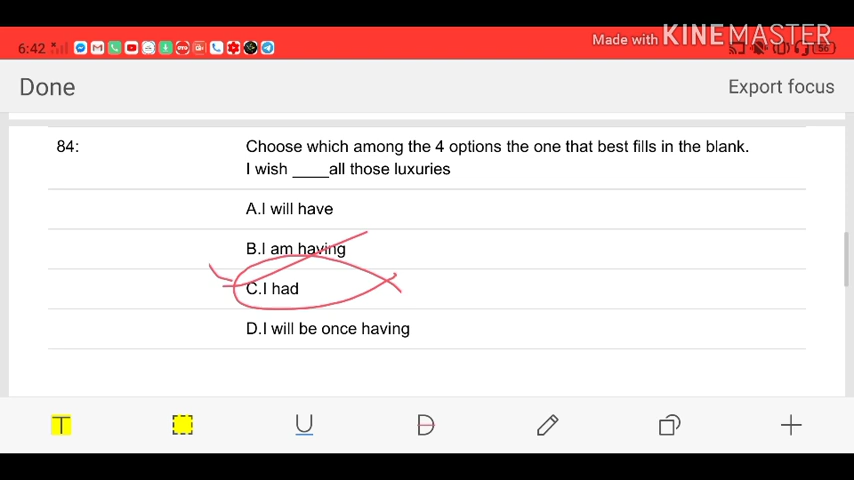 6:42
Made with KINEMASTER
56
Done
Export focus
84:
Choose which among the 4 options the one that best fills in the blank.
I wish ____all those luxuries
A.I will have
B.I am having
C.I had
D.I will be once having
T
U
D